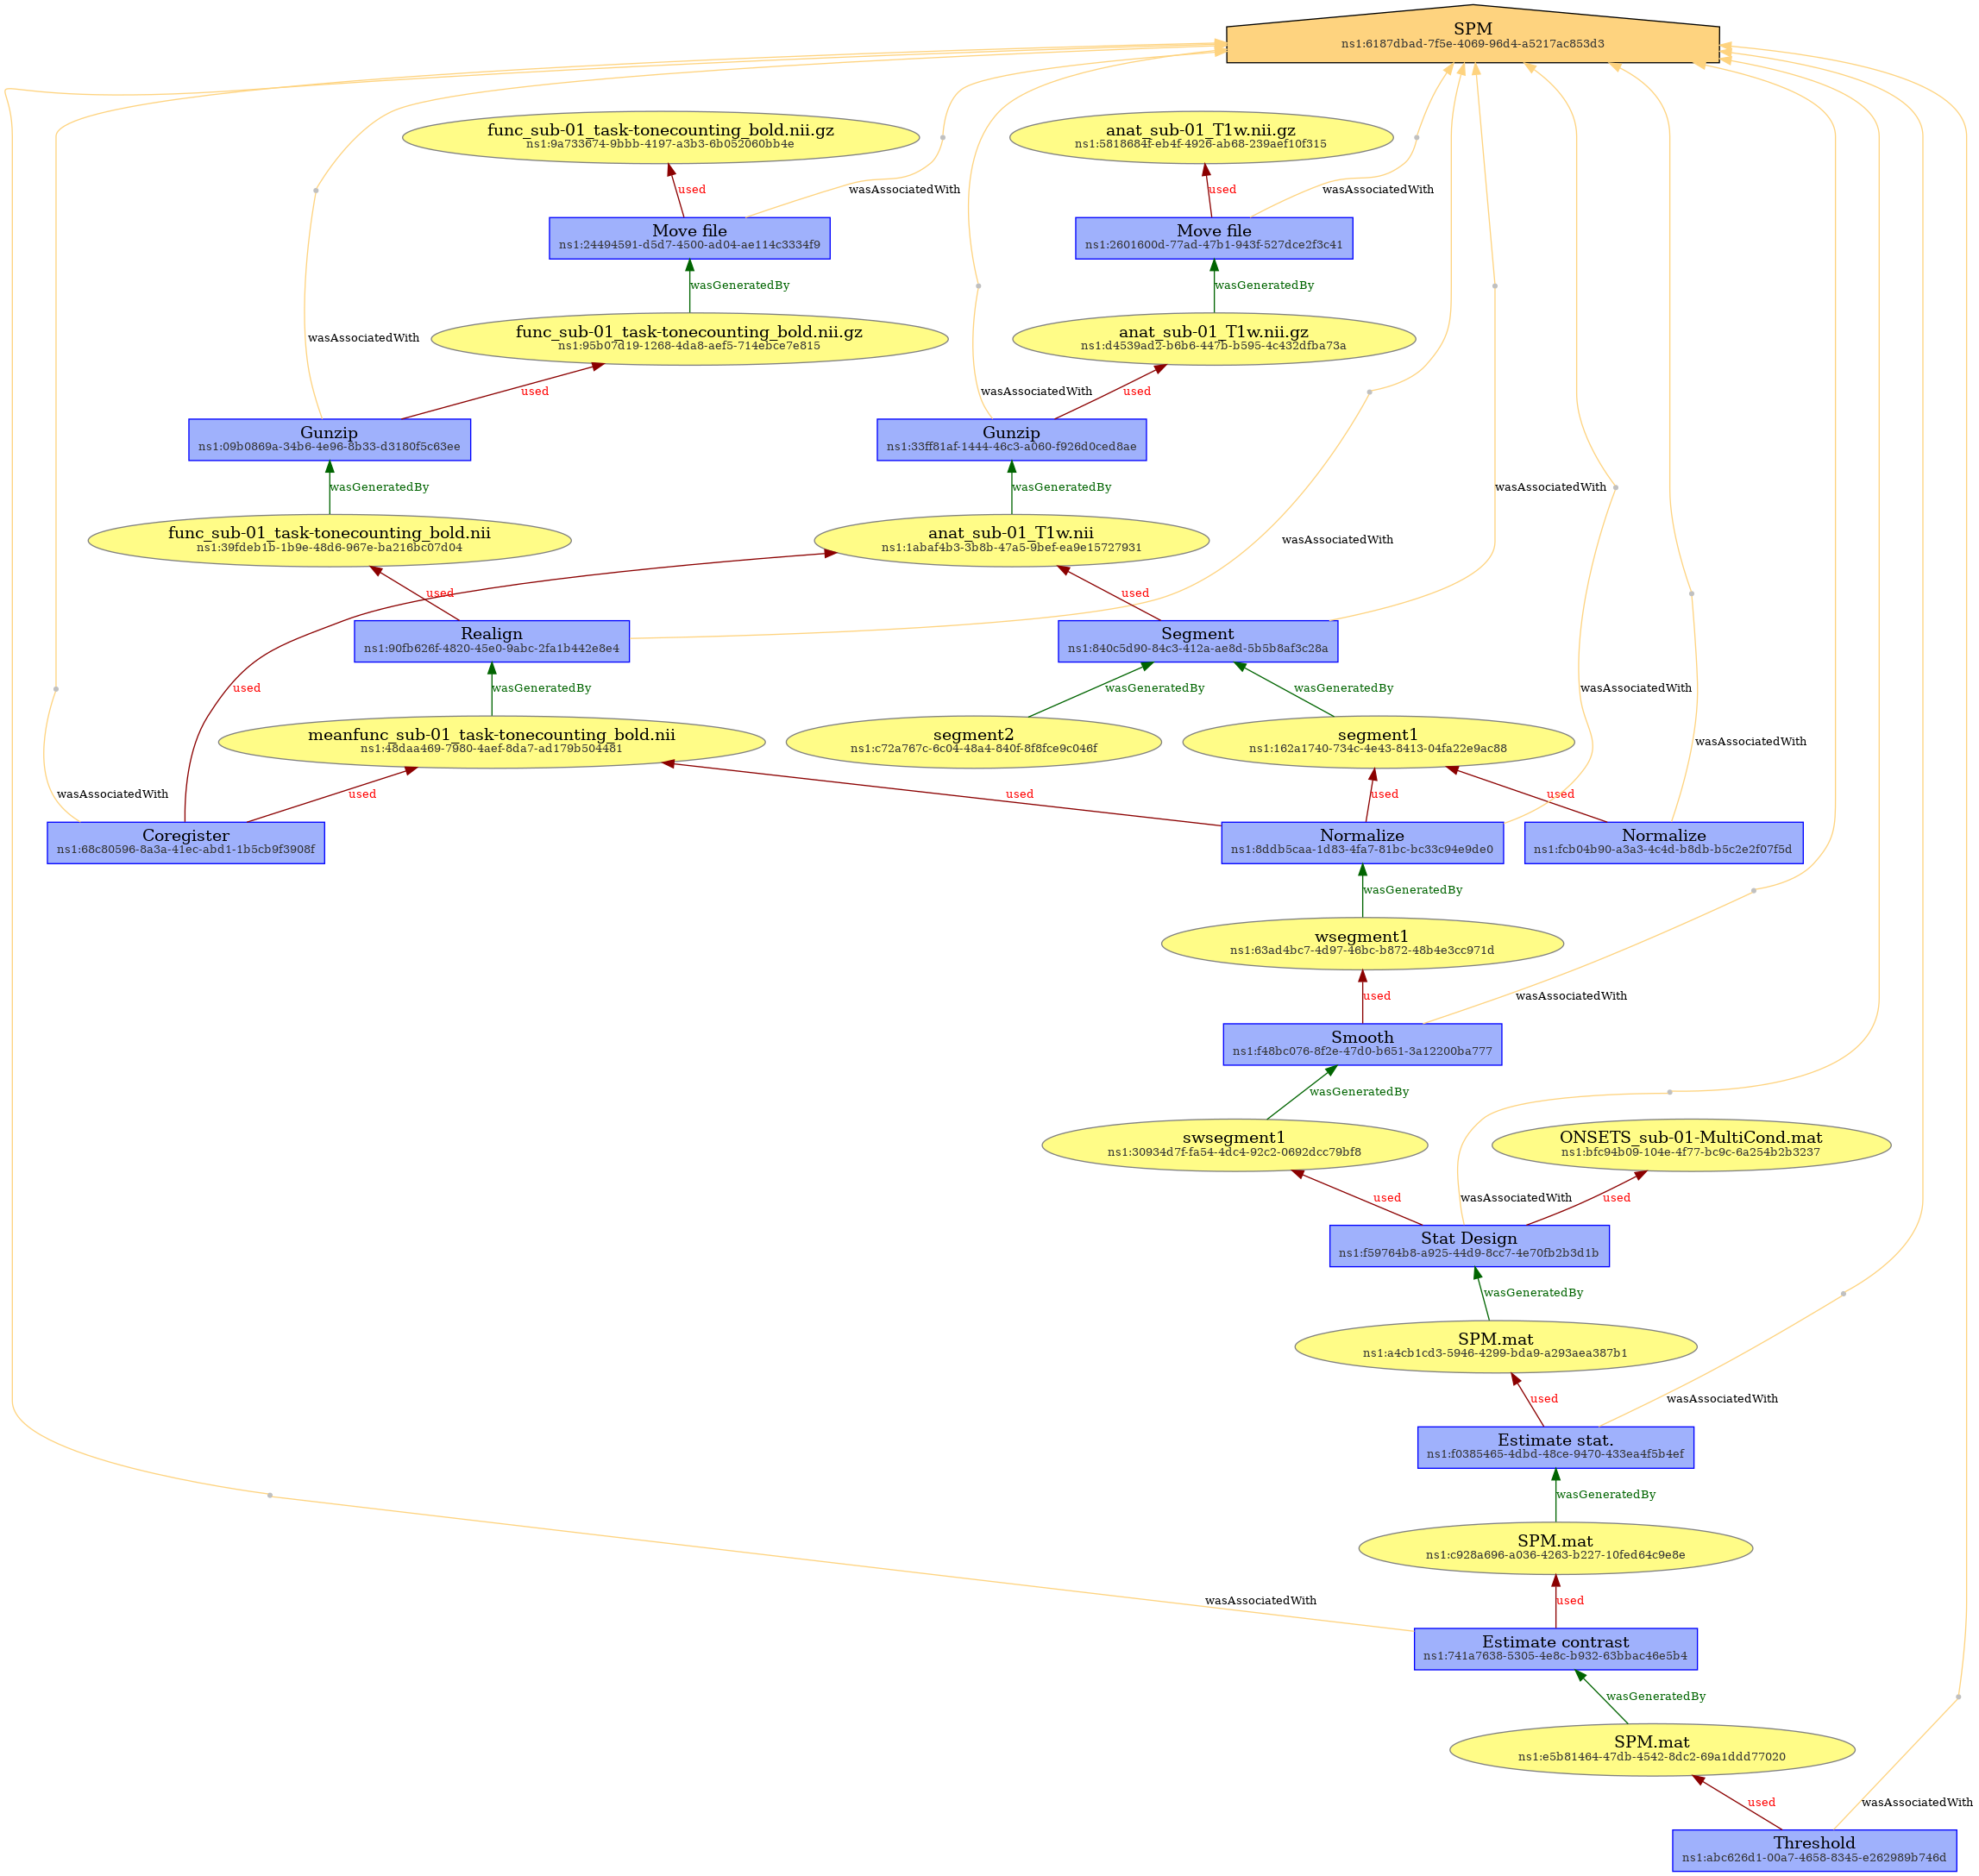 SPM
ns1:6187dbad-7f5e-4069-96d4-a5217ac853d3
func_sub-01_task-tonecounting_bold.nii.gz
ns1:9a733674-9bbb-4197-a3b3-6b052060bb4e
anat_sub-01_T1w.nii.gz
ns1:5818684f-eb4f-4926-ab68-239aef10f315
used
wasAssociatedWith
used
wasAssociatedWith
Move file
ns1:24494591-d5d7-4500-ad04-ae114c3334f9
Move file
ns1:2601600d-77ad-47b1-943f-527dce2f3c41
wasGeneratedBy
wasGeneratedBy
wasAssociatedWith
func_sub-01_task-tonecounting_bold.nii.gz
ns1:95b07d19-1268-4da8-aef5-714ebce7e815
anat_sub-01_T1w.nii.gz
ns1:d4539ad2-b6b6-447b-b595-4c432dfba73a
used
wasAssociatedWith
used
Gunzip
ns1:09b0869a-34b6-4e96-8b33-d3180f5c63ee
Gunzip
ns1:33ff81af-1444-46c3-a060-f926d0ced8ae
wasGeneratedBy
wasGeneratedBy
wasAssociatedWith
func_sub-01_task-tonecounting_bold.nii
ns1:39fdeb1b-1b9e-48d6-967e-ba216bc07d04
anat_sub-01_T1w.nii
ns1:1abaf4b3-3b8b-47a5-9bef-ea9e15727931
wasAssociatedWith
used
used
Realign
ns1:90fb626f-4820-45e0-9abc-2fa1b442e8e4
Segment
ns1:840c5d90-84c3-412a-ae8d-5b5b8af3c28a
used
wasGeneratedBy
wasGeneratedBy
wasGeneratedBy
wasAssociatedWith
meanfunc_sub-01_task-tonecounting_bold.nii
ns1:48daa469-7980-4aef-8da7-ad179b504481
segment2
ns1:c72a767c-6c04-48a4-840f-8f8fce9c046f
segment1
ns1:162a1740-734c-4e43-8413-04fa22e9ac88
wasAssociatedWith
wasAssociatedWith
used
used
used
used
Coregister
ns1:68c80596-8a3a-41ec-abd1-1b5cb9f3908f
Normalize
ns1:8ddb5caa-1d83-4fa7-81bc-bc33c94e9de0
Normalize
ns1:fcb04b90-a3a3-4c4d-b8db-b5c2e2f07f5d
wasGeneratedBy
wsegment1
ns1:63ad4bc7-4d97-46bc-b872-48b4e3cc971d
used
wasAssociatedWith
Smooth
ns1:f48bc076-8f2e-47d0-b651-3a12200ba777
wasGeneratedBy
swsegment1
ns1:30934d7f-fa54-4dc4-92c2-0692dcc79bf8
ONSETS_sub-01-MultiCond.mat
ns1:bfc94b09-104e-4f77-bc9c-6a254b2b3237
used
wasAssociatedWith
used
Stat Design
ns1:f59764b8-a925-44d9-8cc7-4e70fb2b3d1b
wasGeneratedBy
SPM.mat
ns1:a4cb1cd3-5946-4299-bda9-a293aea387b1
used
wasAssociatedWith
Estimate stat.
ns1:f0385465-4dbd-48ce-9470-433ea4f5b4ef
wasGeneratedBy
SPM.mat
ns1:c928a696-a036-4263-b227-10fed64c9e8e
wasAssociatedWith
used
Estimate contrast
ns1:741a7638-5305-4e8c-b932-63bbac46e5b4
wasGeneratedBy
SPM.mat
ns1:e5b81464-47db-4542-8dc2-69a1ddd77020
used
wasAssociatedWith
Threshold
ns1:abc626d1-00a7-4658-8345-e262989b746d